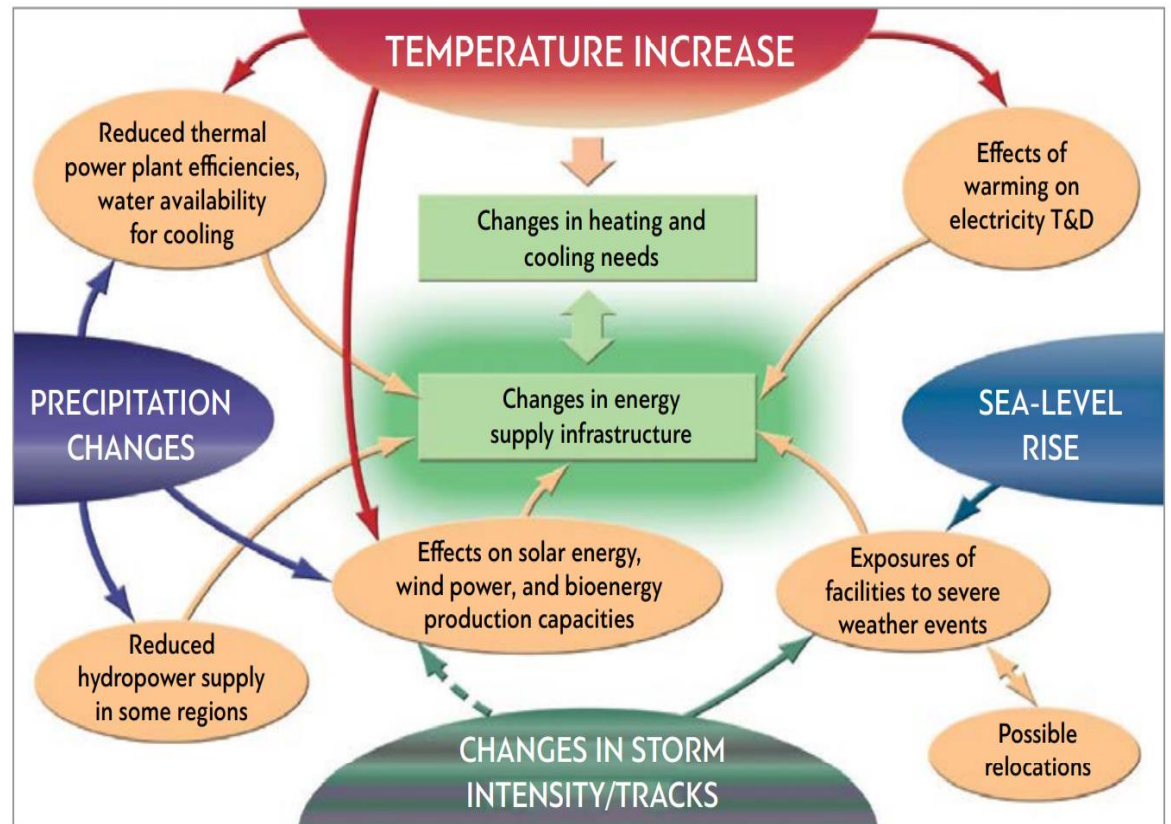 TEMPERATURE INCREASE
Reduced thermal
power plant efficiencies,
water availability
for cooling
Effects of
warming on
electricity T&D
Changes in heating and
cooling needs
PRECIPITATION
CHANGES
Changes in energy
supply infrastructure
SEA-LEVEL
RISE
Effects on solar energy,
wind power, and bioenergy
production capacities
Exposures of
facilities to severe
weather events
Reduced
hydropower supply
in some regions
CHANGES IN STORM
INTENSITY/TRACKS
Possible
relocations